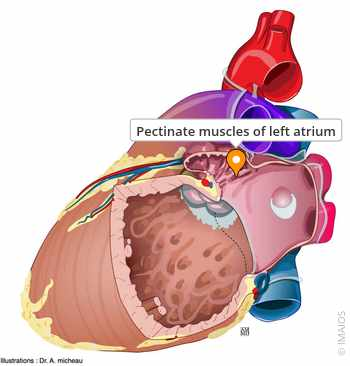 Pectinate muscles of left atrium
© IMAIOS
Illustrations : Dr. A. micheau